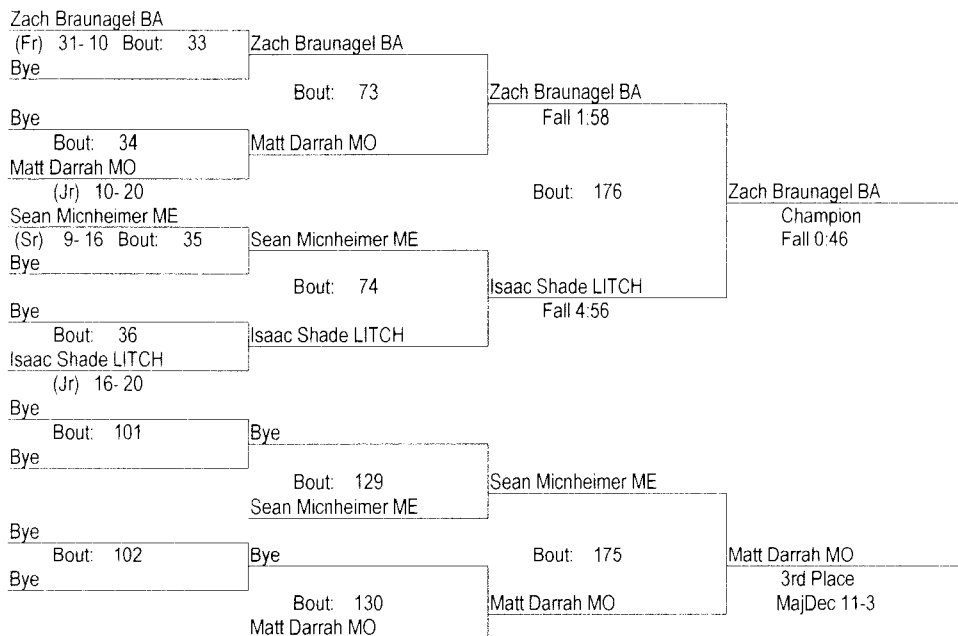 Zach Braunagel BA
(Fr) 31- 10 Bout: 33
Bye
Zach Braunagel BA
Bout: 73
Bye
Bout: 34
Matt Darrah MO
(Jr) 10- 20
Matt Darrah MO
Zach Braunagel BA
Fall 1:58
Sean Micnheimer ME
(Sr) 9- 16 Bout: 35
Bye
Sean Micnheimer ME
Bout: 74
Bye
Bout: 36
Isaac Shade LITCH
(Jr) 16- 20
Isaac Shade LITCH
Isaac Shade LITCH
Fall 4:56
Bout: 176
Zach Braunagel BA
Champion
Fall 0:46
Bye
Bout: 101
Bye
Bye
Bout: 129
Sean Micnheimer ME
Sean Micnheimer ME
Bye
Bout: 102
Bye
Bye
Bout: 130
Matt Darrah MO
Matt Darrah MO
Bout: 175
Matt Darrah MO
3rd Place
MajDec 11-3